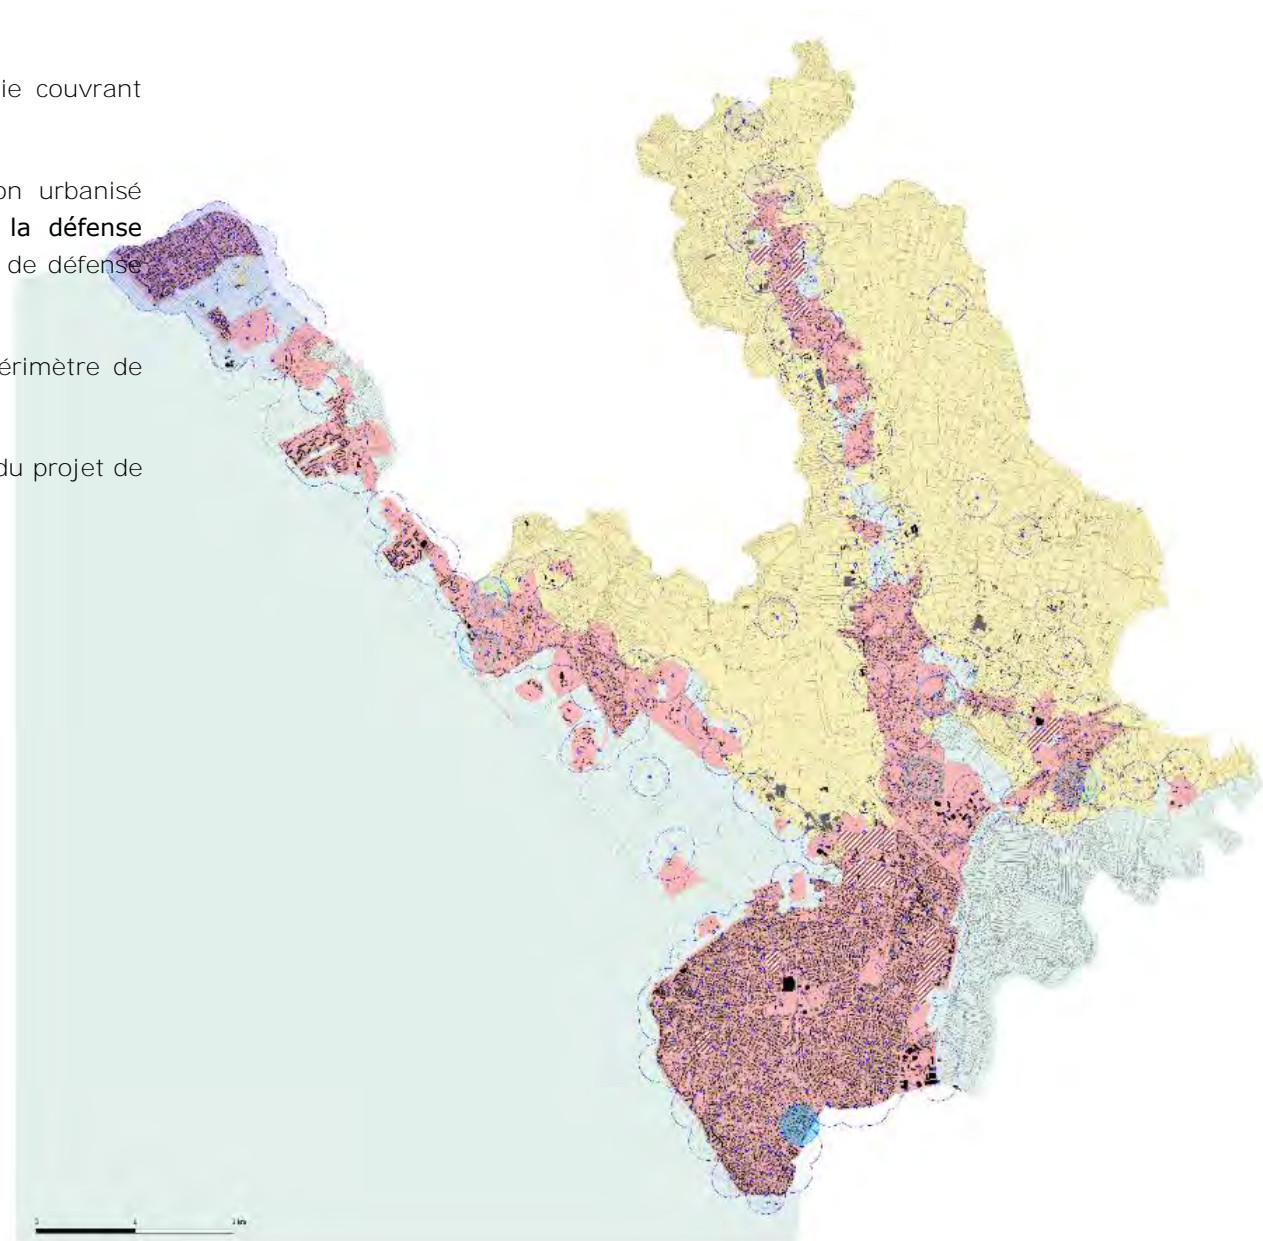 ie couvrant
on urbanisé
la défense
de défense
érimètre de
du projet de